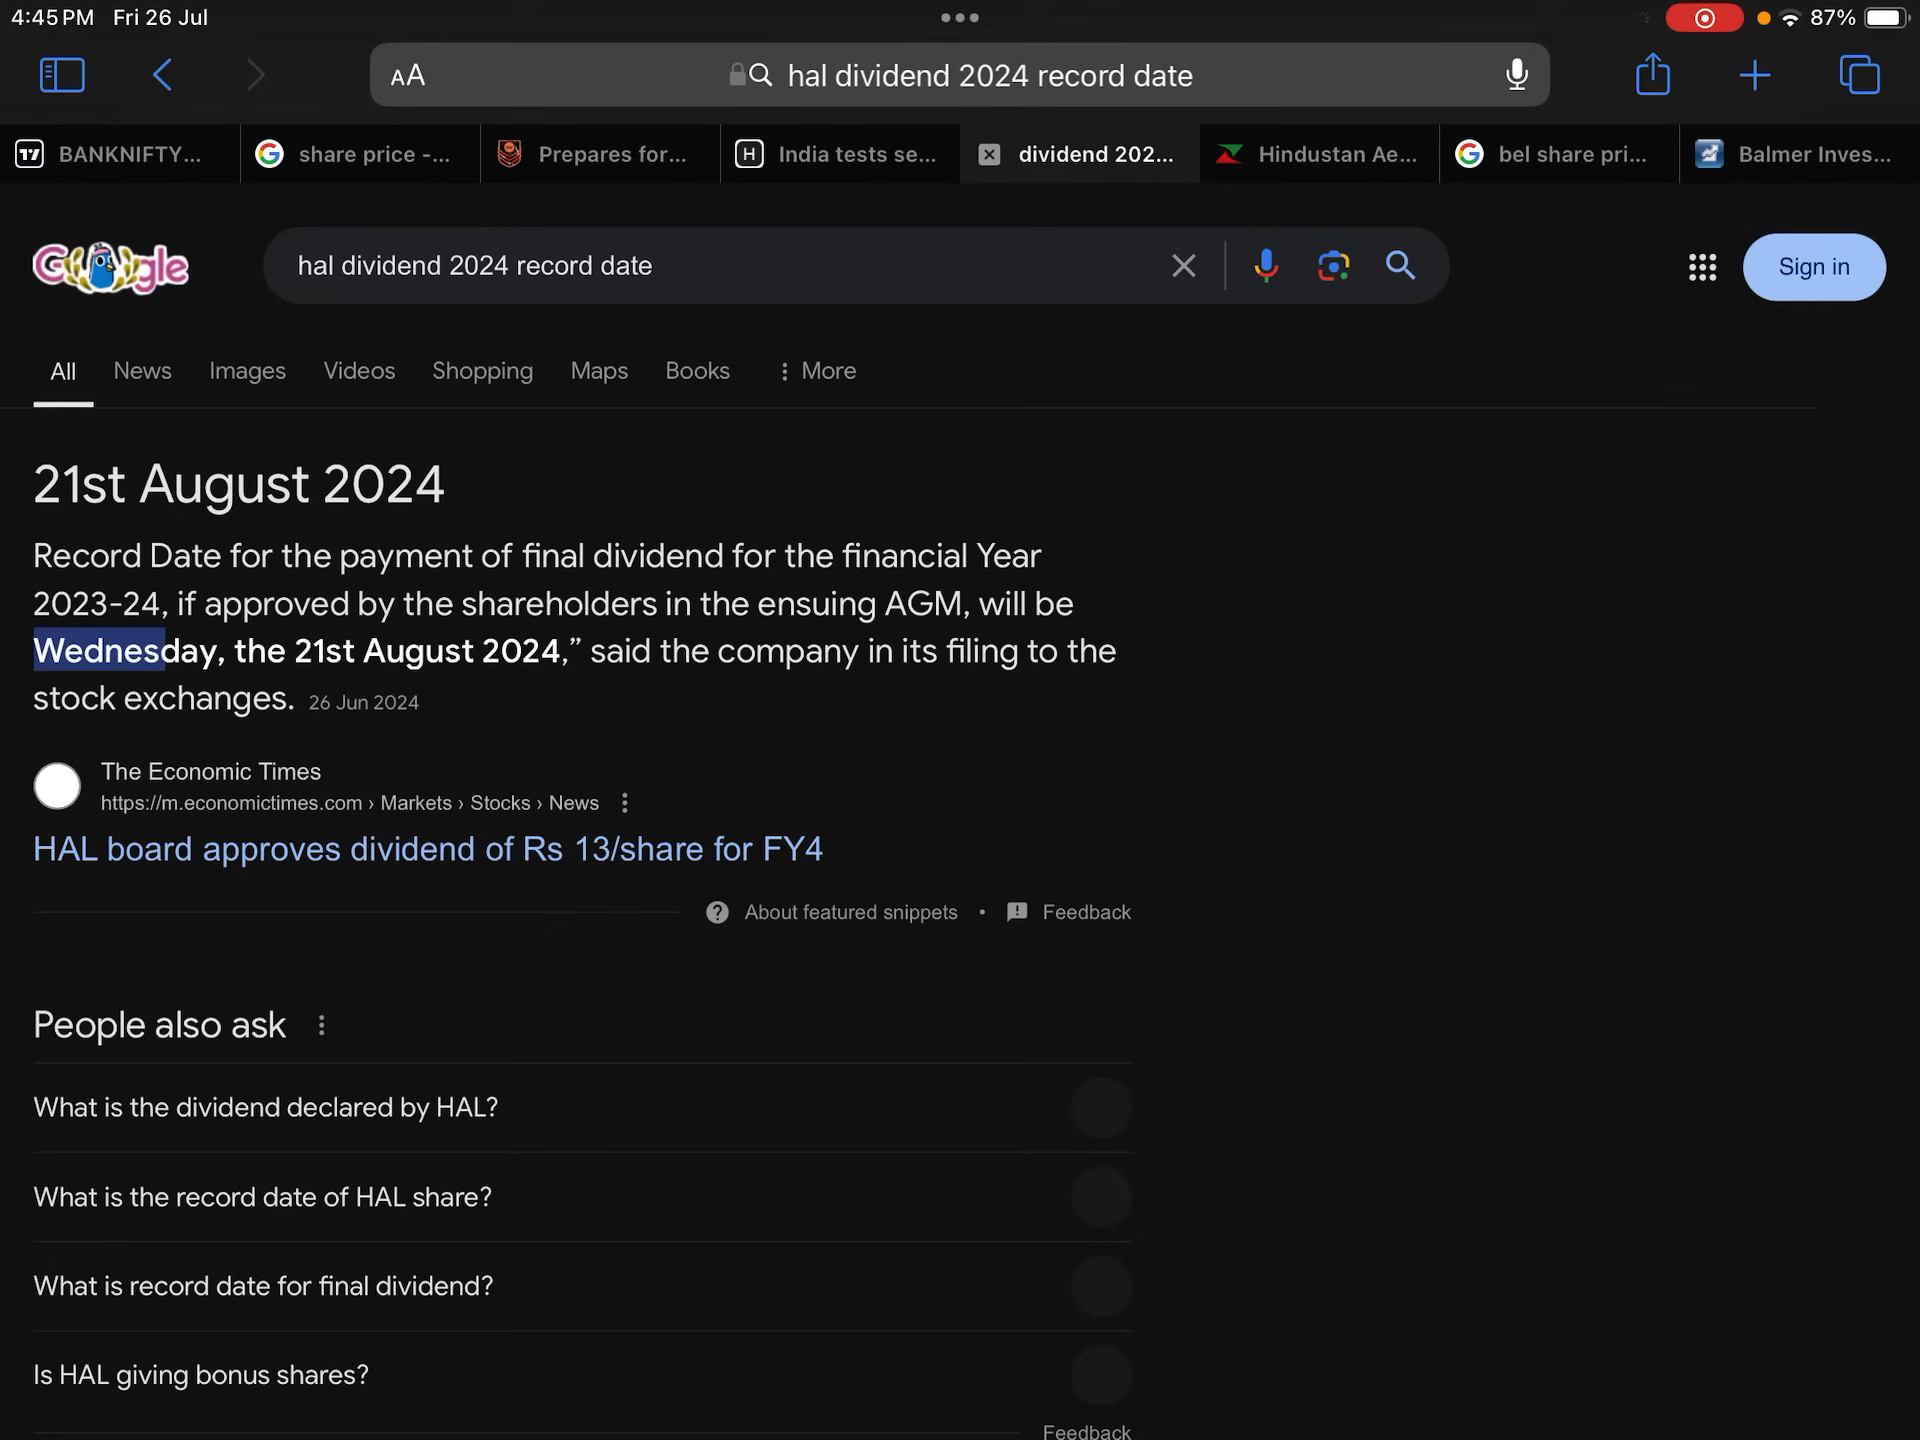 4:45 PM Fri 26 Jul
87%
AA
hal dividend 2024 record date
BANKNIFTY...
share price -...
Prepares for...
H
India tests se...
dividend 202...
Hindustan Ae...
bel share pri...
Balmer Inves...
Google
hal dividend 2024 record date
Sign in
All News Images Videos Shopping Maps Books More
21st August 2024
Record Date for the payment of final dividend for the financial Year
2023-24, if approved by the shareholders in the ensuing AGM, will be
Wednesday, the 21st August 2024,” said the company in its filing to the
stock exchanges. 26 Jun 2024
The Economic Times
https://m.economictimes.com › Markets › Stocks › News
HAL board approves dividend of Rs 13/share for FY4
About featured snippets • Feedback
People also ask
What is the dividend declared by HAL?
What is the record date of HAL share?
What is record date for final dividend?
Is HAL giving bonus shares?
Feedback